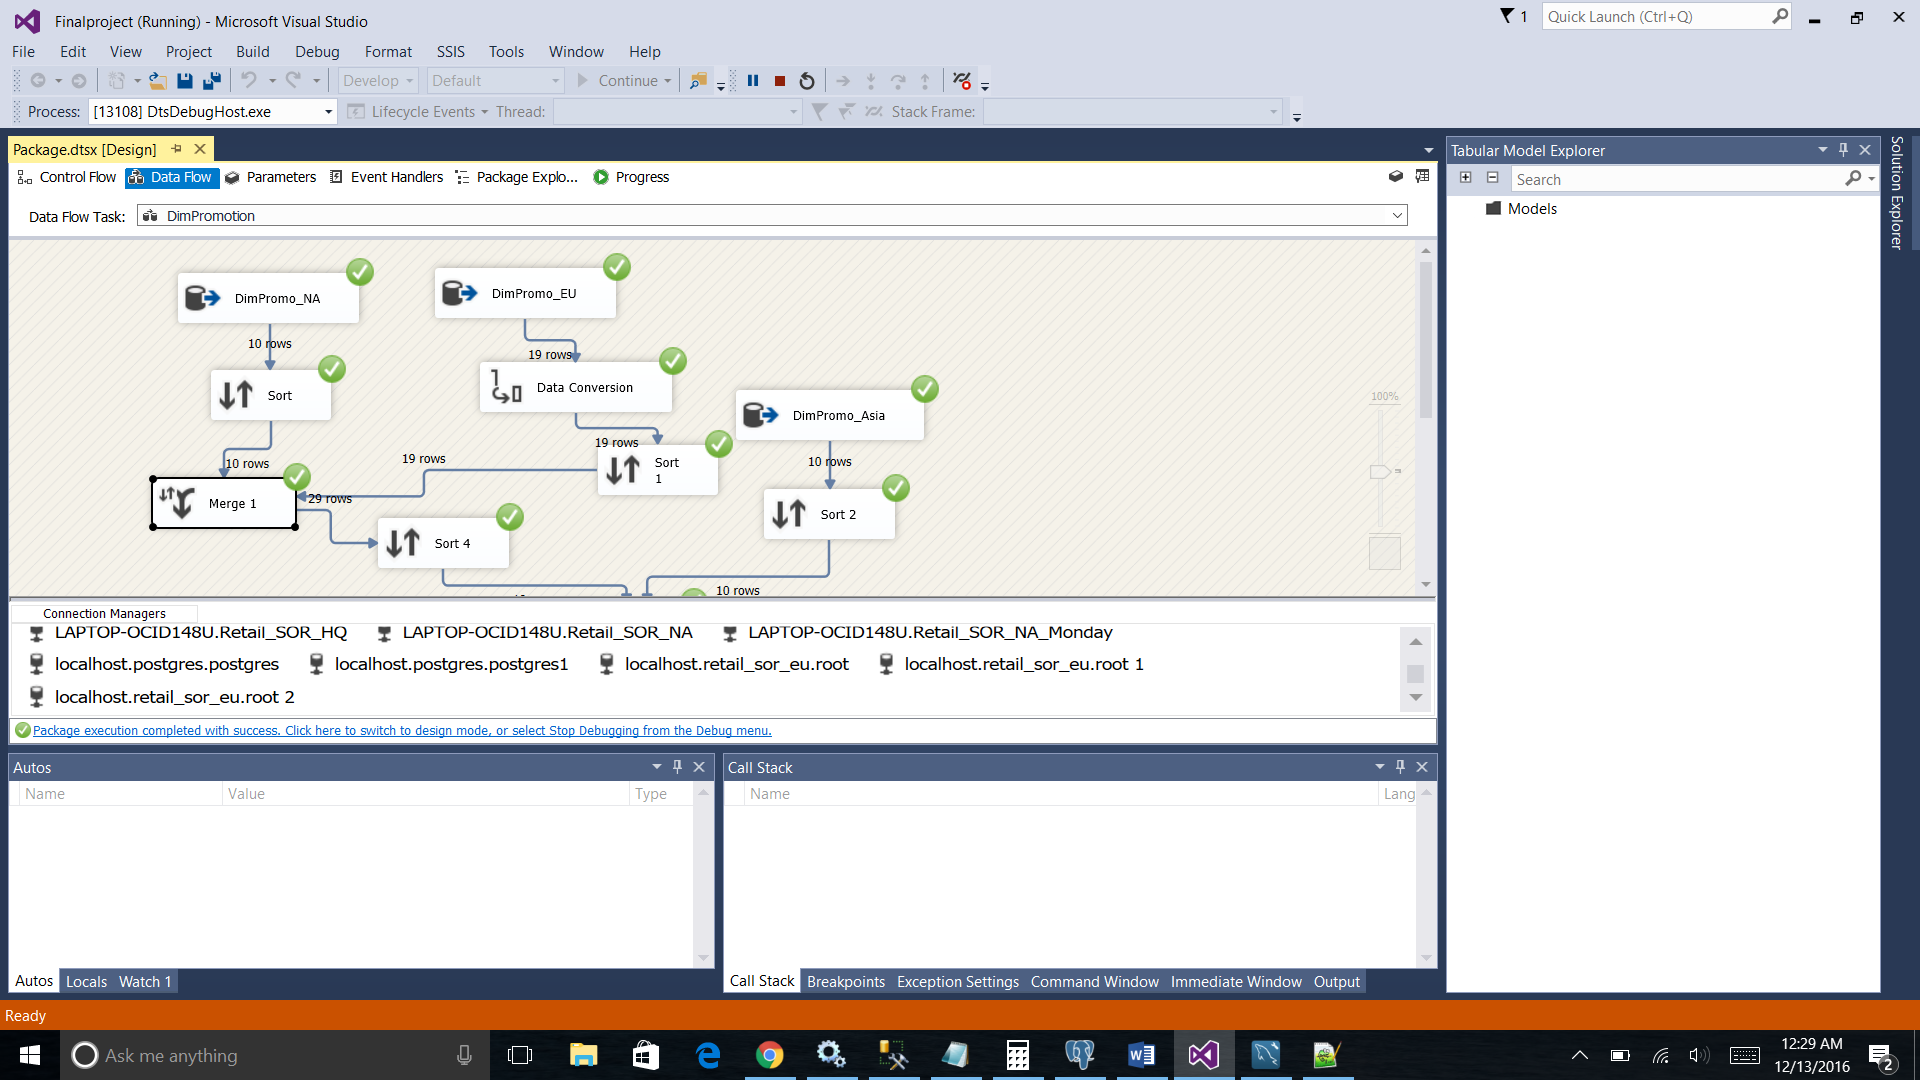 Finalproject (Running) - Microsoft Visual Studio
1
Quick Launch (Ctrl+Q)
File Edit View Project Build Debug Format SSIS Tools Window Help
Develop Default Continue
Process: [13108] DtsDebugHost.exe Lifecycle Events Thread: Stack Frame:
Package.dtsx [Design]
Control Flow Data Flow Parameters Event Handlers Package Explo... Progress
Data Flow Task: DimPromotion
DimPromo_NA
DimPromo_EU
10 rows
19 rows
Sort
Data Conversion
DimPromo_Asia
19 rows
19 rows
10 rows
10 rows
Sort
1
29 rows
Merge 1
Sort 2
Sort 4
10 rows
100%
Connection Managers
LAPTOP-OCID148U.Retail_SOR_HQ LAPTOP-OCID148U.Retail_SOR_NA LAPTOP-OCID148U.Retail_SOR_NA_Monday
localhost.postgres.postgres localhost.postgres.postgres1 localhost.retail_sor_eu.root localhost.retail_sor_eu.root 1
localhost.retail_sor_eu.root 2
Package execution completed with success. Click here to switch to design mode, or select Stop Debugging from the Debug menu.
Autos
Name Value Type
Autos Locals Watch 1
Call Stack
Name Lang
Call Stack Breakpoints Exception Settings Command Window Immediate Window Output
Tabular Model Explorer
Search
Models
Solution Explorer
Ready
Ask me anything
12:29 AM
12/13/2016
2